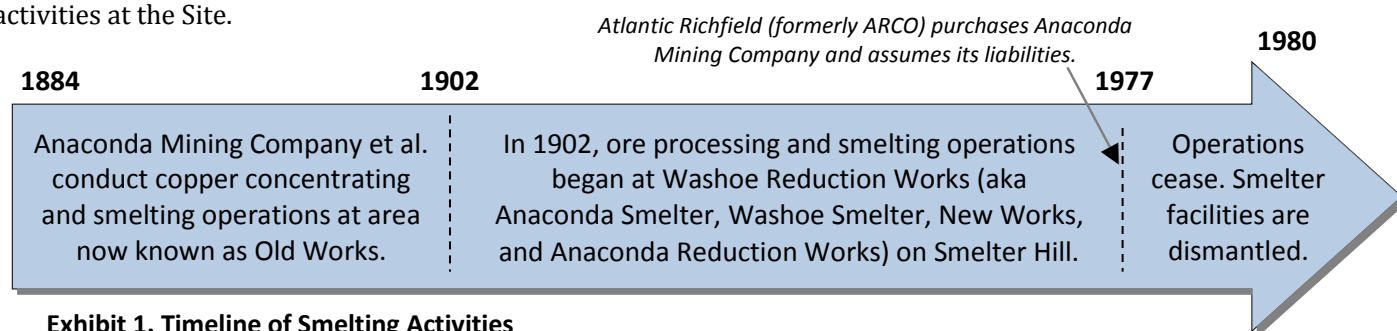 activities at the Site.
Atlantic Richfield (formerly ARCO) purchases Anaconda
Mining Company and assumes its liabilities.
1980
1884
1902
1977
Anaconda Mining Company et al.
conduct copper concentrating
and smelting operations at area
now known as Old Works.
In 1902, ore processing and smelting operations
began at Washoe Reduction Works (aka
Anaconda Smelter, Washoe Smelter, New Works,
and Anaconda Reduction Works) on Smelter Hill.
Operations
cease. Smelter
facilities are
dismantled.
Exhibit 1. Timeline of Smelting Activities